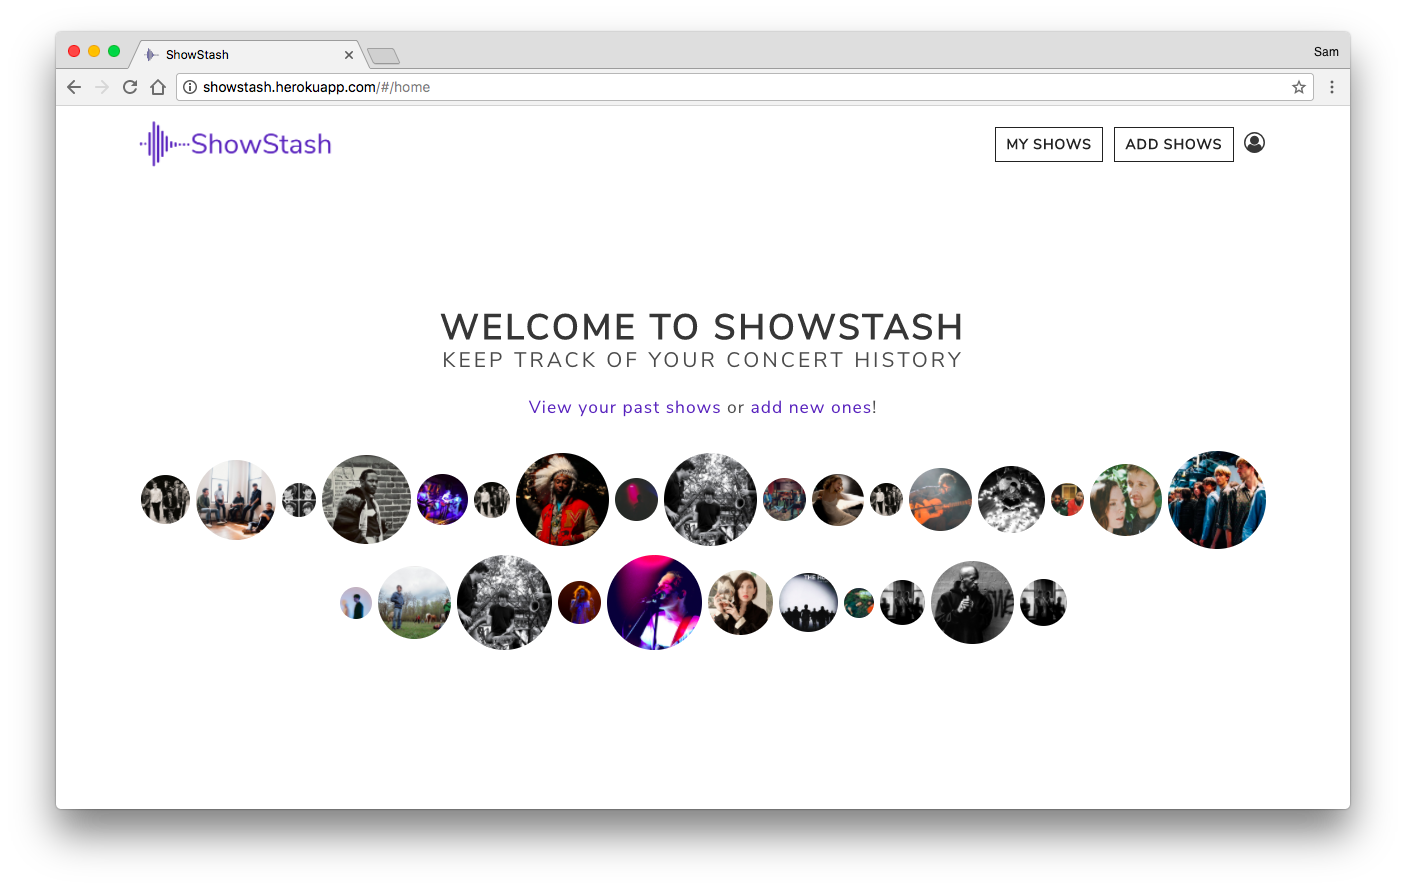 ShowStash
Sam
showstash.herokuapp.com/#/home
ShowStash
MY SHOWS
ADD SHOWS
WELCOME TO SHOWSTASH
KEEP TRACK OF YOUR CONCERT HISTORY
View your past shows or add new ones!